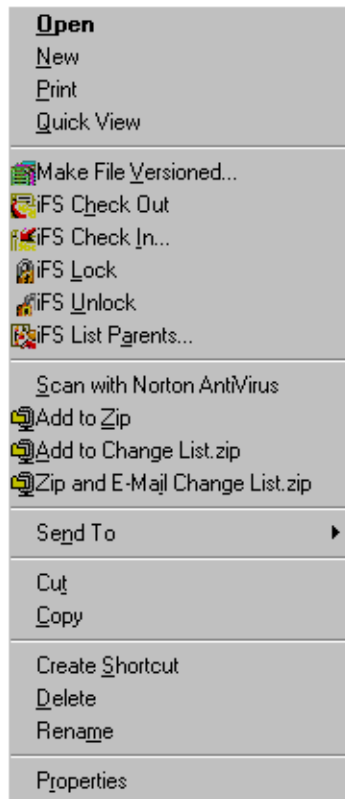 Open
New
Print
Quick View
Make File Versioned...
iFS Check Out
iFS Check In...
iFS Lock
iFS Unlock
iFS List Parents...
Scan with Norton AntiVirus
Add to Zip
Add to Change List.zip
Zip and E-Mail Change List.zip
Send To
Cut
Copy
Create Shortcut
Delete
Rename
Properties